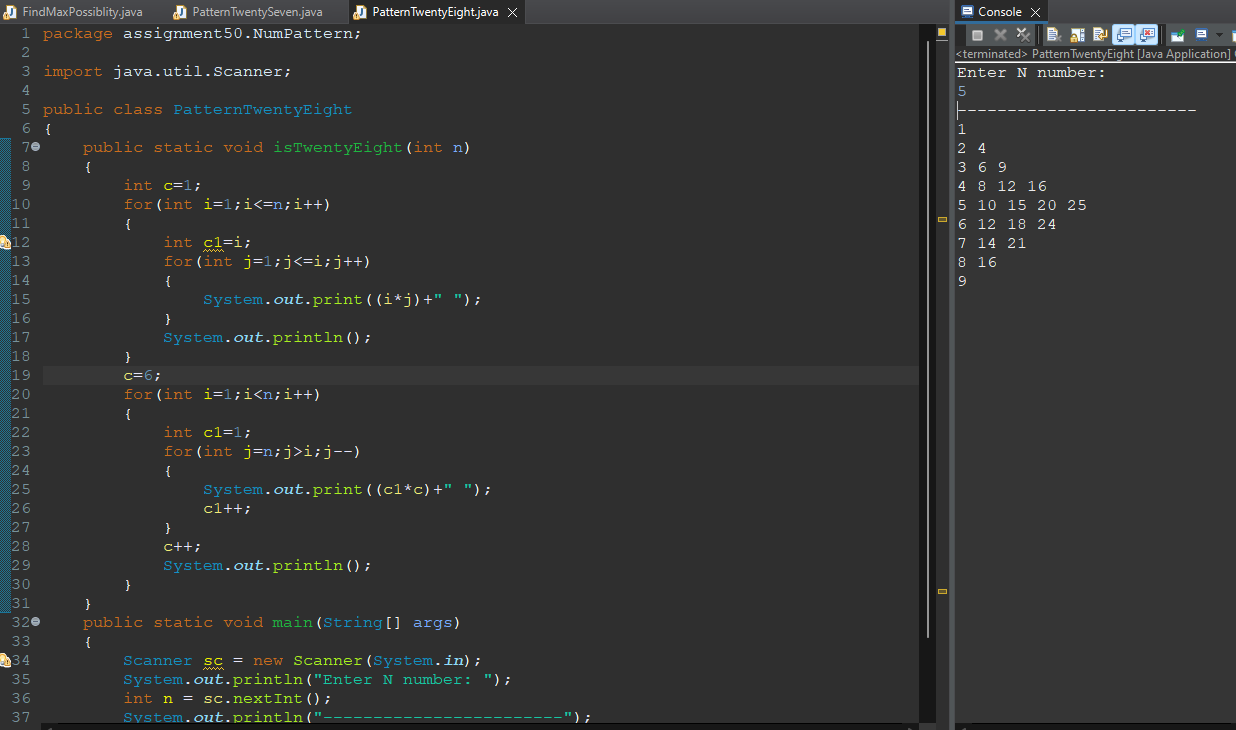 FindMaxPossiblity.java
PatternTwentySeven.java
PatternTwentyEight.java
1 package assignment50.NumPattern;
2
3 import java.util.Scanner;
4
5 public class PatternTwentyEight
6 {
7 public static void isTwentyEight(int n)
8 {
9 int c=1;
10 for(int i=1;i<=n;i++)
11 {
12 int c1=i;
13 for(int j=1;j<=i;j++)
14 {
15 System.out.print((i*j)+" ");
16 }
17 System.out.println();
18 }
19 c=6;
20 for(int i=1;i<n;i++)
21 {
22 int c1=1;
23 for(int j=n;j>i;j--)
24 {
25 System.out.print((c1*c)+" ");
26 c1++;
27 }
28 c++;
29 System.out.println();
30 }
31 }
32 public static void main(String[] args)
33 {
34 Scanner sc = new Scanner(System.in);
35 System.out.println("Enter N number: ");
36 int n = sc.nextInt();
37 System.out.println("------------------------");
Console
<terminated> PatternTwentyEight [Java Application]
Enter N number:
5
------------------------
1
2 4
3 6 9
4 8 12 16
5 10 15 20 25
6 12 18 24
7 14 21
8 16
9